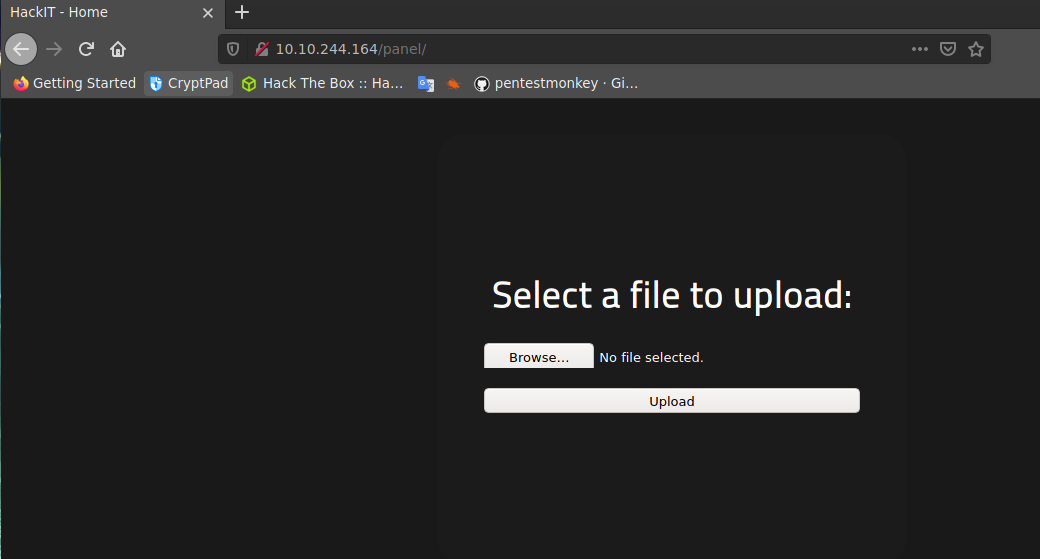 HackIT - Home
10.10.244.164/panel/
Getting Started CryptPad Hack The Box :: Ha… pentestmonkey · Gi…
Select a file to upload:
Browse… No file selected.
Upload